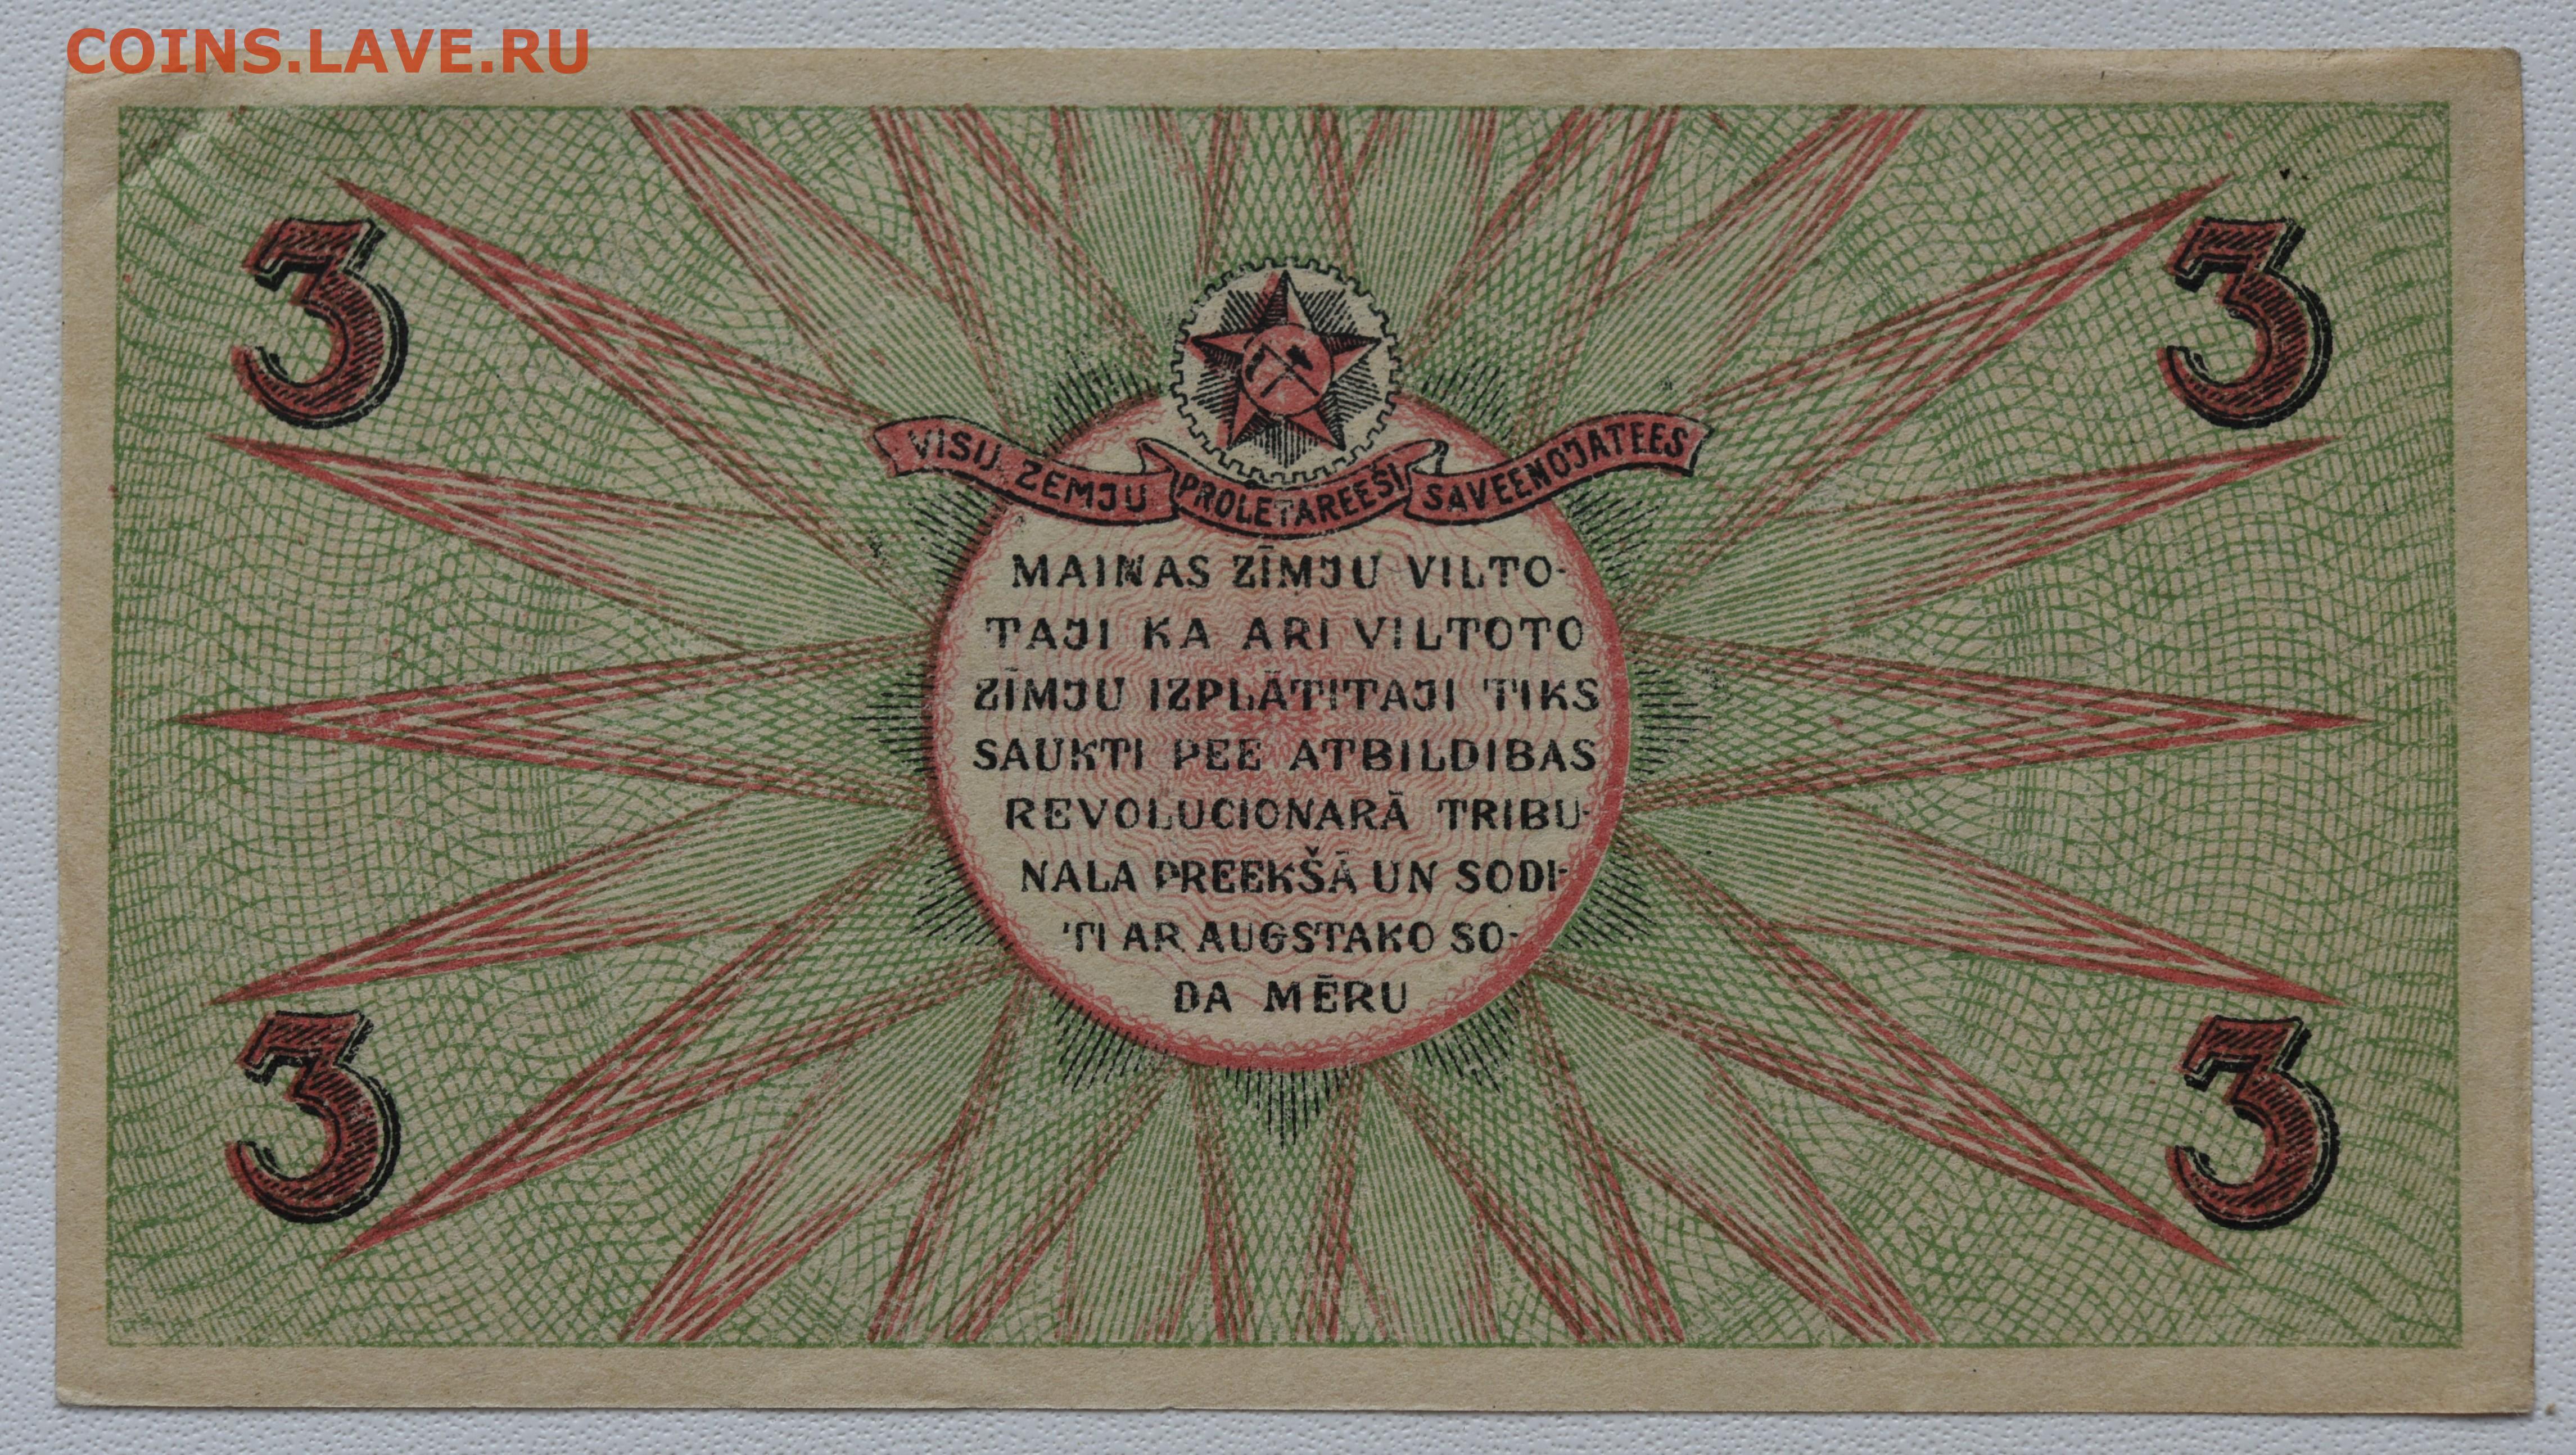 COINS.LAVE.RU
3 3
VISU ZEMJU PROLETAREEŠI SAVEENOJATEES
MAIŅAS ZĪMJU VILTO-
TAJI KA ARI VILTOTO
ZĪMJU IZPLĀTITAJI TIKS
SAUKTI PEE ATBILDIBAS
REVOLUCIONARĀ TRIBU-
NALA PREEKŠĀ UN SODI-
TI AR AUGSTAKO SO-
DA MĒRU
3 3